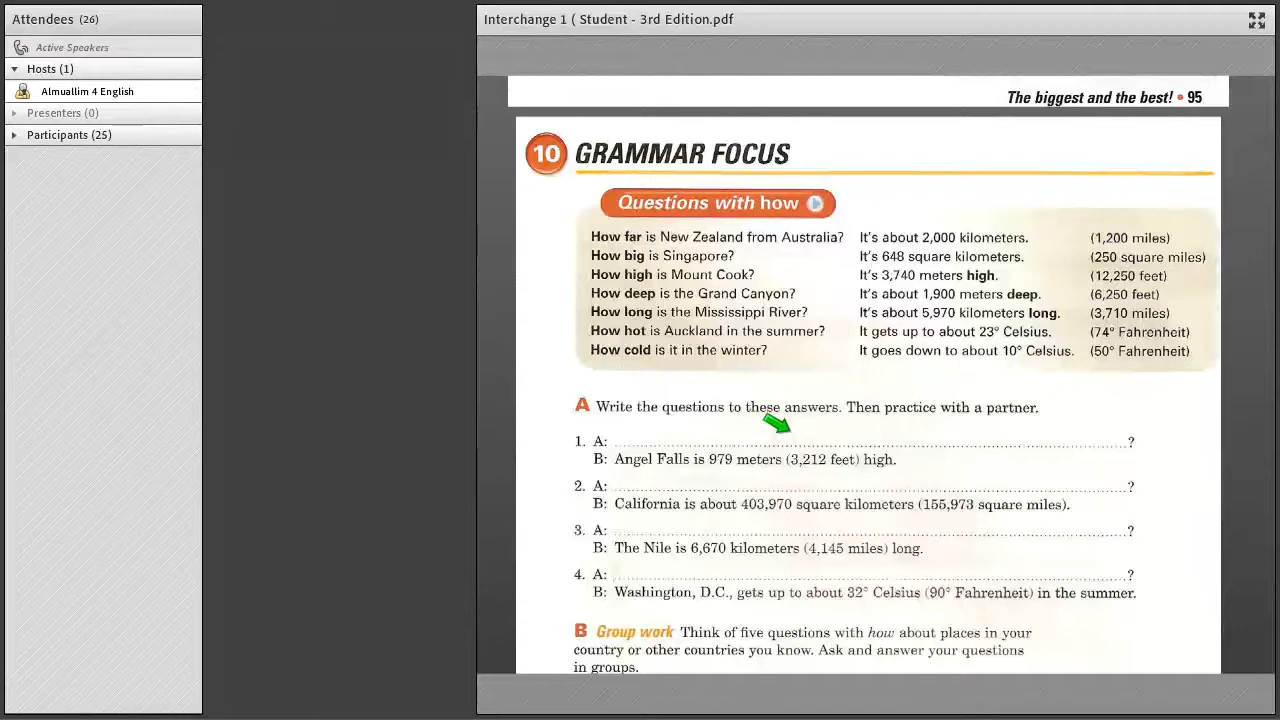 Attendees (26)
Active Speakers
Hosts (1)
Almuallim 4 English
Presenters (0)
Participants (25)
Interchange 1 ( Student - 3rd Edition.pdf
The biggest and the best! • 95
10 GRAMMAR FOCUS
Questions with how
How far is New Zealand from Australia? It's about 2,000 kilometers. (1,200 miles)
How big is Singapore? It's 648 square kilometers. (250 square miles)
How high is Mount Cook? It's 3,740 meters high. (12,250 feet)
How deep is the Grand Canyon? It's about 1,900 meters deep. (6,250 feet)
How long is the Mississippi River? It's about 5,970 kilometers long. (3,710 miles)
How hot is Auckland in the summer? It gets up to about 23° Celsius. (74° Fahrenheit)
How cold is it in the winter? It goes down to about 10° Celsius. (50° Fahrenheit)
A Write the questions to these answers. Then practice with a partner.
1. A: ........................................ ?
B: Angel Falls is 979 meters (3,212 feet) high.
2. A: ........................................ ?
B: California is about 403,970 square kilometers (155,973 square miles).
3. A: ........................................ ?
B: The Nile is 6,670 kilometers (4,145 miles) long.
4. A: ........................................ ?
B: Washington, D.C., gets up to about 32° Celsius (90° Fahrenheit) in the summer.
B Group work Think of five questions with how about places in your
country or other countries you know. Ask and answer your questions
in groups.